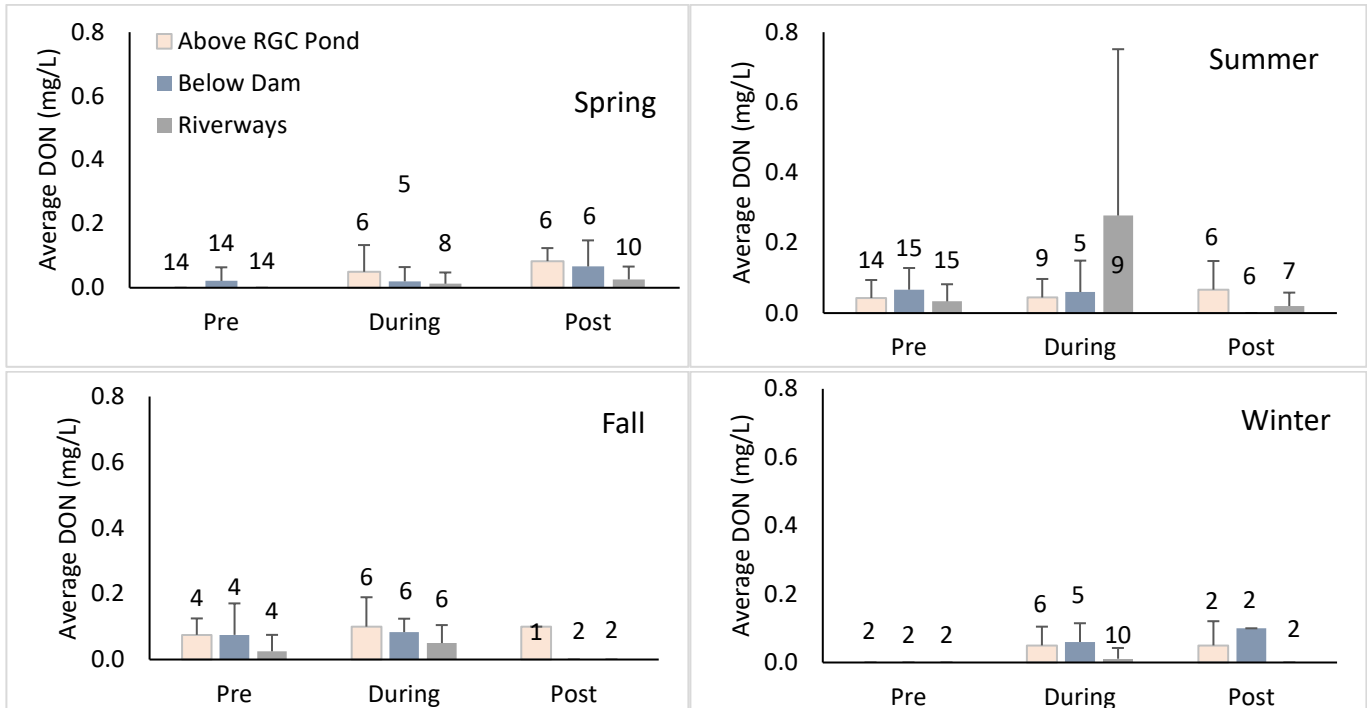 Average DON (mg/L)
0.8
0.6
0.4
0.2
0.0
Above RGC Pond
Below Dam
Riverways
Spring
14 14 14
6 5 8
6 6 10
Pre During Post
Average DON (mg/L)
0.8
0.6
0.4
0.2
0.0
Summer
14 15 15
9 5 9
6 6 7
Pre During Post
Average DON (mg/L)
0.8
0.6
0.4
0.2
0.0
Fall
4 4 4
6 6 6
1 2 2
Pre During Post
Average DON (mg/L)
0.8
0.6
0.4
0.2
0.0
Winter
2 2 2
6 5 10
2 2 2
Pre During Post